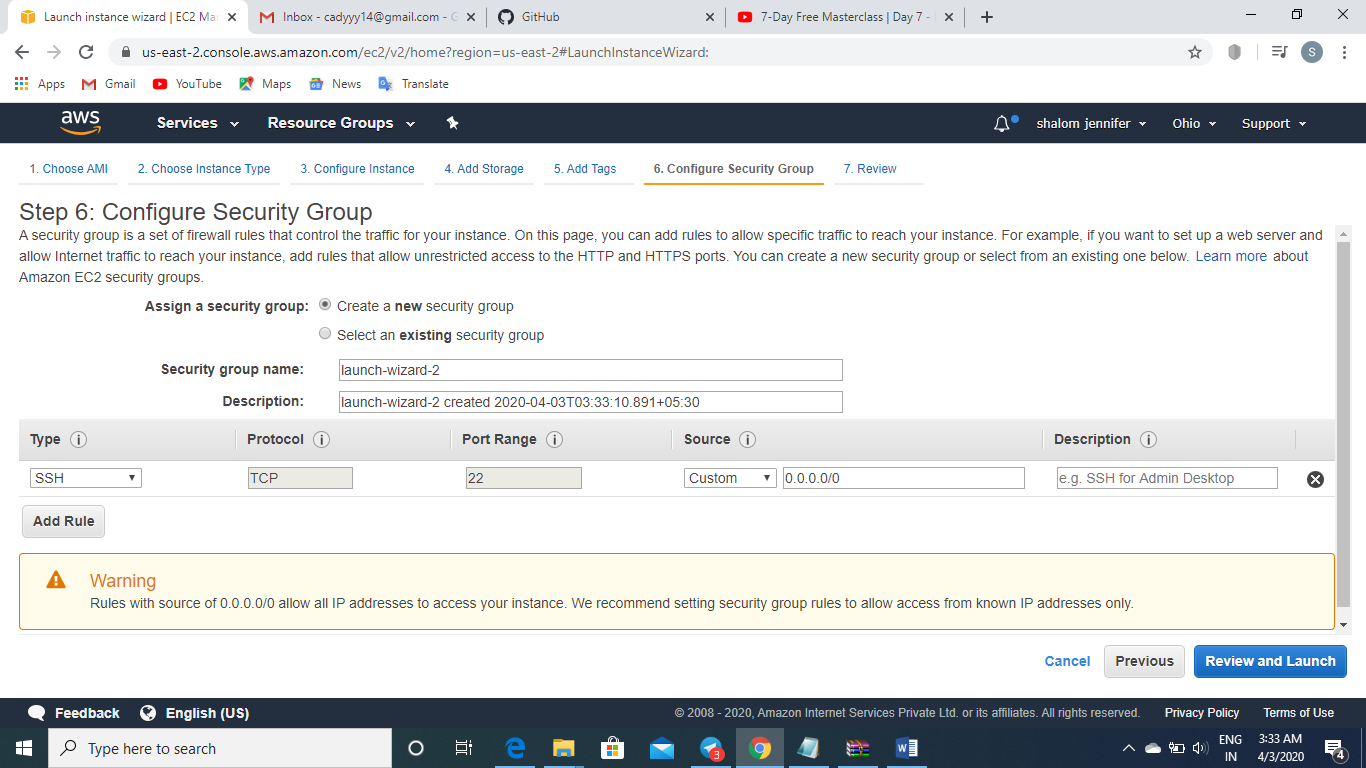 Launch instance wizard | EC2 Ma
Inbox - cadyyy14@gmail.com - G
GitHub
7-Day Free Masterclass | Day 7 -
us-east-2.console.aws.amazon.com/ec2/v2/home?region=us-east-2#LaunchInstanceWizard:
S
Apps
Gmail
YouTube
Maps
News
Translate
aws
Services
Resource Groups
shalom jennifer
Ohio
Support
1. Choose AMI
2. Choose Instance Type
3. Configure Instance
4. Add Storage
5. Add Tags
6. Configure Security Group
7. Review
Step 6: Configure Security Group
A security group is a set of firewall rules that control the traffic for your instance. On this page, you can add rules to allow specific traffic to reach your instance. For example, if you want to set up a web server and
allow Internet traffic to reach your instance, add rules that allow unrestricted access to the HTTP and HTTPS ports. You can create a new security group or select from an existing one below. Learn more about
Amazon EC2 security groups.
Assign a security group:
Create a new security group
Select an existing security group
Security group name:
launch-wizard-2
Description:
launch-wizard-2 created 2020-04-03T03:33:10.891+05:30
Type i
Protocol i
Port Range i
Source i
Description i
SSH
TCP
22
Custom
0.0.0.0/0
e.g. SSH for Admin Desktop
Add Rule
Warning
Rules with source of 0.0.0.0/0 allow all IP addresses to access your instance. We recommend setting security group rules to allow access from known IP addresses only.
Cancel
Previous
Review and Launch
Feedback
English (US)
© 2008 - 2020, Amazon Internet Services Private Ltd. or its affiliates. All rights reserved.
Privacy Policy
Terms of Use
Type here to search
3
ENG
IN
3:33 AM
4/3/2020
4